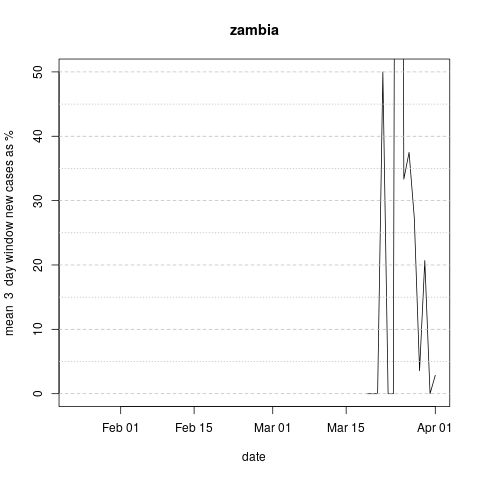 zambia
mean  3  day window new cases as %
50
40
30
20
10
0
Feb 01
Feb 15
Mar 01
Mar 15
Apr 01
date